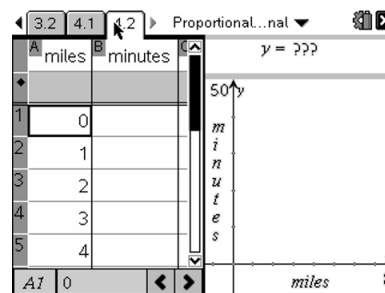 3.2 4.1 4.2 Proportional...nal
A miles B minutes C
1 0
2 1
3 2
4 3
5 4
A1 0
y = ???
50 y
minutes
miles